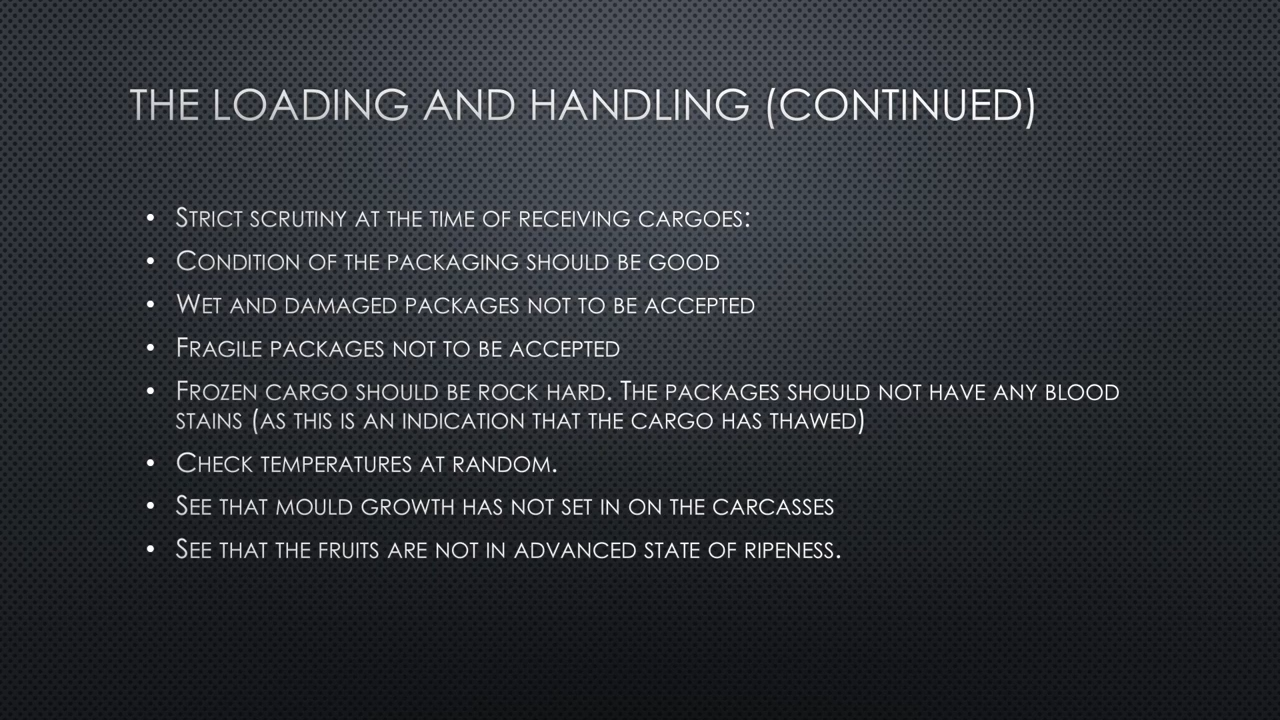 THE LOADING AND HANDLING (CONTINUED)
• STRICT SCRUTINY AT THE TIME OF RECEIVING CARGOES:
• CONDITION OF THE PACKAGING SHOULD BE GOOD
• WET AND DAMAGED PACKAGES NOT TO BE ACCEPTED
• FRAGILE PACKAGES NOT TO BE ACCEPTED
• FROZEN CARGO SHOULD BE ROCK HARD. THE PACKAGES SHOULD NOT HAVE ANY BLOOD
STAINS (AS THIS IS AN INDICATION THAT THE CARGO HAS THAWED)
• CHECK TEMPERATURES AT RANDOM.
• SEE THAT MOULD GROWTH HAS NOT SET IN ON THE CARCASSES
• SEE THAT THE FRUITS ARE NOT IN ADVANCED STATE OF RIPENESS.